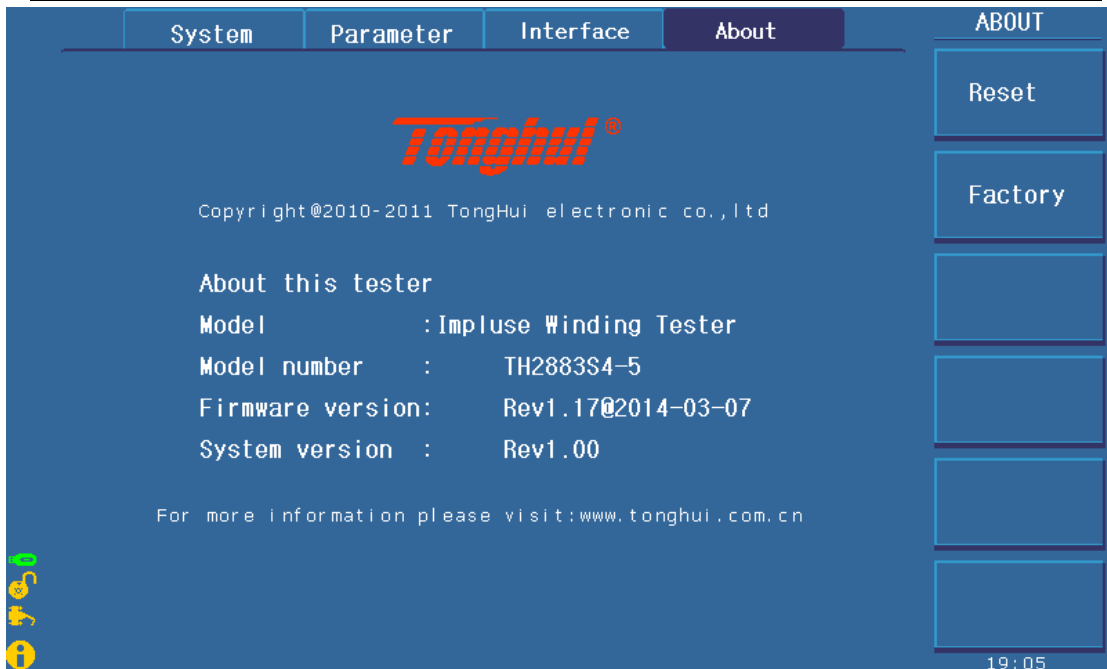 System Parameter Interface About
ABOUT
Reset
Factory
Tonghui®
Copyright@2010-2011 TongHui electronic co.,ltd
About this tester
Model :Impluse Winding Tester
Model number : TH2883S4-5
Firmware version: Rev1.17@2014-03-07
System version : Rev1.00
For more information please visit:www.tonghui.com.cn
19:05